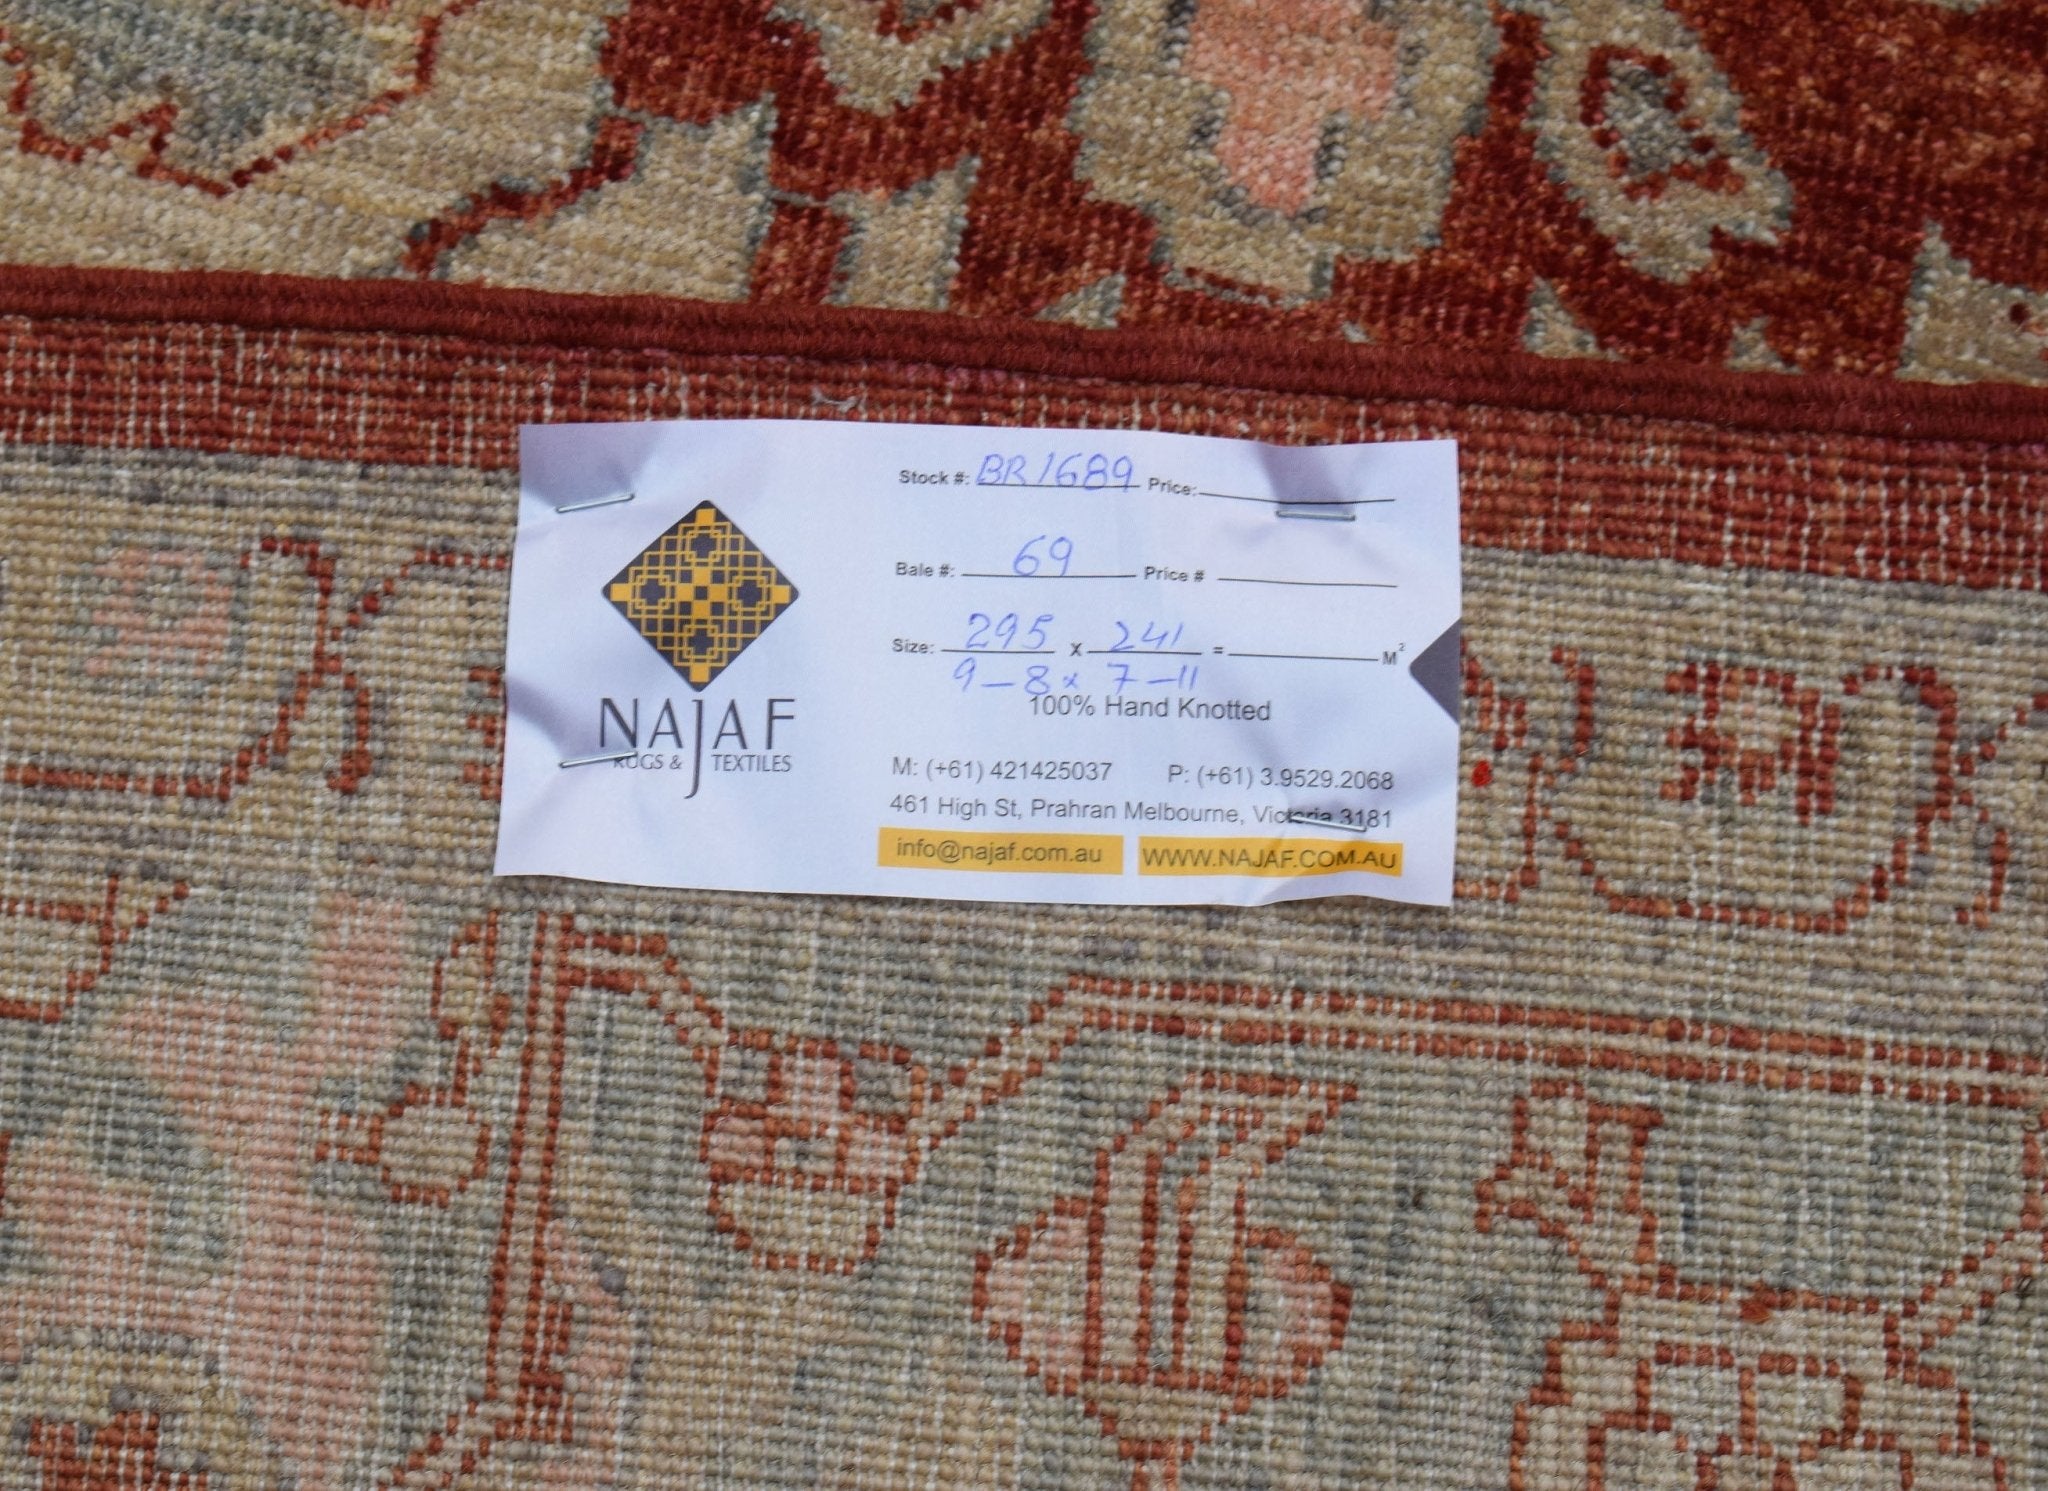 Stock #: BR1689 Price:
Bale #: 69 Price #
Size: 295 x 241 = M²
9-8 x 7-11
100% Hand Knotted
NAJAF
RUGS & TEXTILES
M: (+61) 421425037 P: (+61) 3.9529.2068
461 High St, Prahran Melbourne, Victoria 3181
info@najaf.com.au WWW.NAJAF.COM.AU